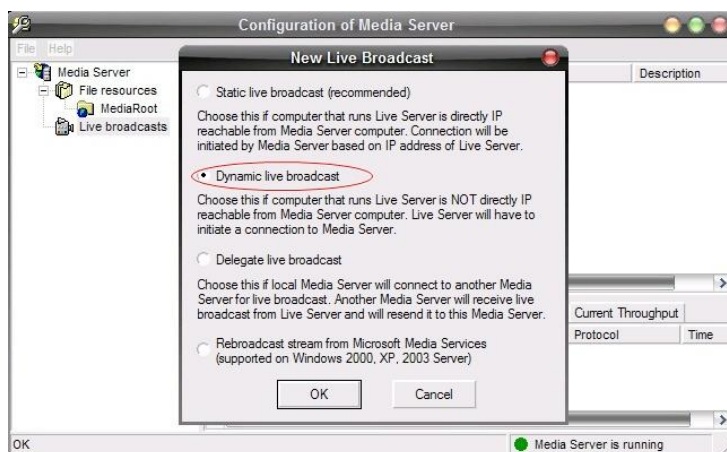 Configuration of Media Server
File Help
Media Server
File resources
MediaRoot
Live broadcasts
Description
New Live Broadcast
Static live broadcast (recommended)
Choose this if computer that runs Live Server is directly IP
reachable from Media Server computer. Connection will be
initiated by Media Server based on IP address of Live Server.
Dynamic live broadcast
Choose this if computer that runs Live Server is NOT directly IP
reachable from Media Server computer. Live Server will have to
initiate a connection to Media Server.
Delegate live broadcast
Choose this if local Media Server will connect to another Media
Server for live broadcast. Another Media Server will receive live
broadcast from Live Server and will resend it to this Media Server.
Rebroadcast stream from Microsoft Media Services
(supported on Windows 2000, XP, 2003 Server)
OK Cancel
Current Throughput
Protocol Time
OK
Media Server is running